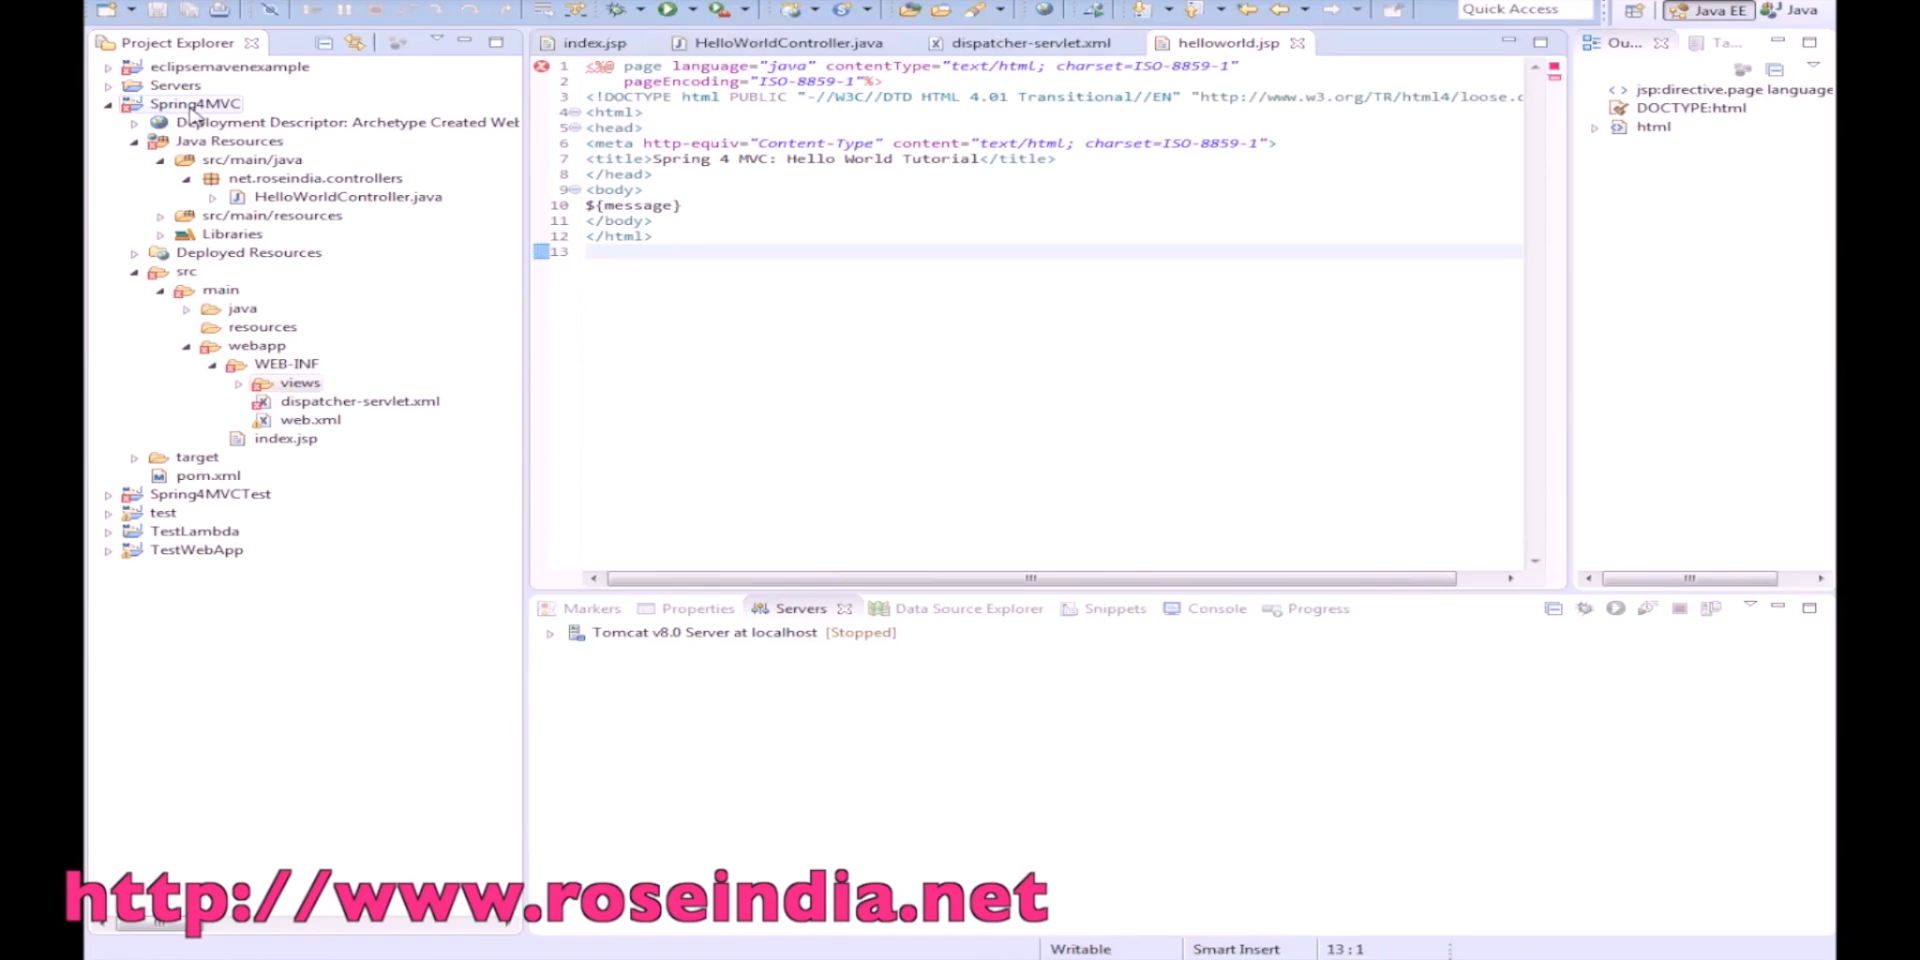 Quick Access
Java EE
Java
Project Explorer
index.jsp
HelloWorldController.java
dispatcher-servlet.xml
helloworld.jsp
Ou...
Ta...
eclipsemavenexample
Servers
Spring4MVC
Deployment Descriptor: Archetype Created Web
Java Resources
src/main/java
net.roseindia.controllers
HelloWorldController.java
src/main/resources
Libraries
Deployed Resources
src
main
java
resources
webapp
WEB-INF
views
dispatcher-servlet.xml
web.xml
index.jsp
target
pom.xml
Spring4MVCTest
test
TestLambda
TestWebApp
1 <%@ page language="java" contentType="text/html; charset=ISO-8859-1"
2 pageEncoding="ISO-8859-1"%>
3 <!DOCTYPE html PUBLIC "-//W3C//DTD HTML 4.01 Transitional//EN" "http://www.w3.org/TR/html4/loose.d
4 <html>
5 <head>
6 <meta http-equiv="Content-Type" content="text/html; charset=ISO-8859-1">
7 <title>Spring 4 MVC: Hello World Tutorial</title>
8 </head>
9 <body>
10 ${message}
11 </body>
12 </html>
13
jsp:directive.page language
DOCTYPE:html
html
Markers
Properties
Servers
Data Source Explorer
Snippets
Console
Progress
Tomcat v8.0 Server at localhost [Stopped]
http://www.roseindia.net
Writable
Smart Insert
13 : 1